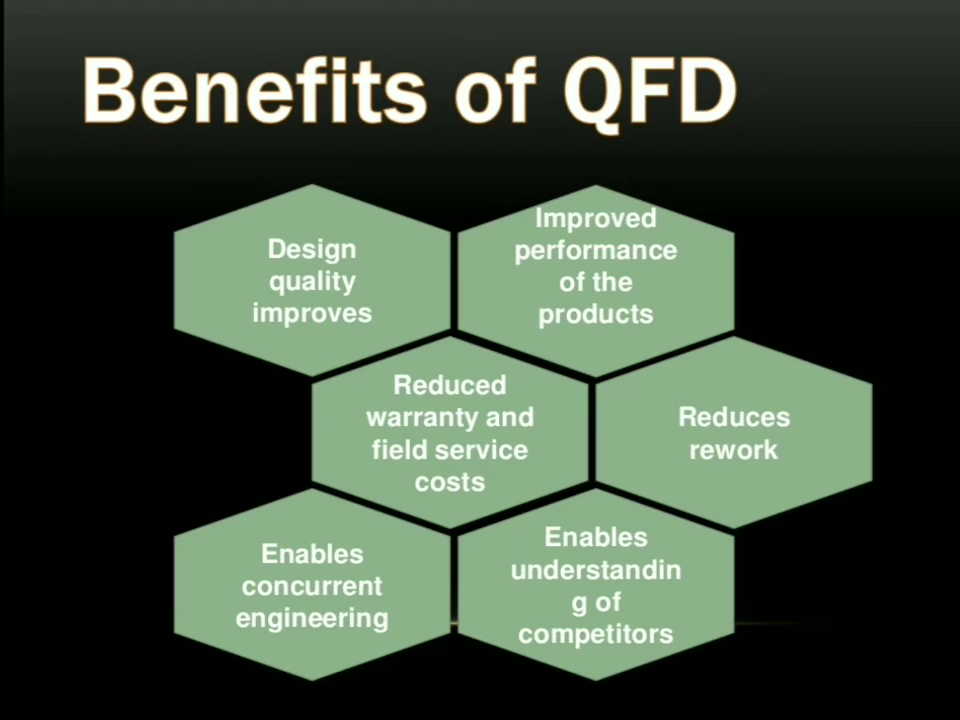 Benefits of QFD
Design
quality
improves
Improved
performance
of the
products
Reduced
warranty and
field service
costs
Reduces
rework
Enables
concurrent
engineering
Enables
understandin
g of
competitors